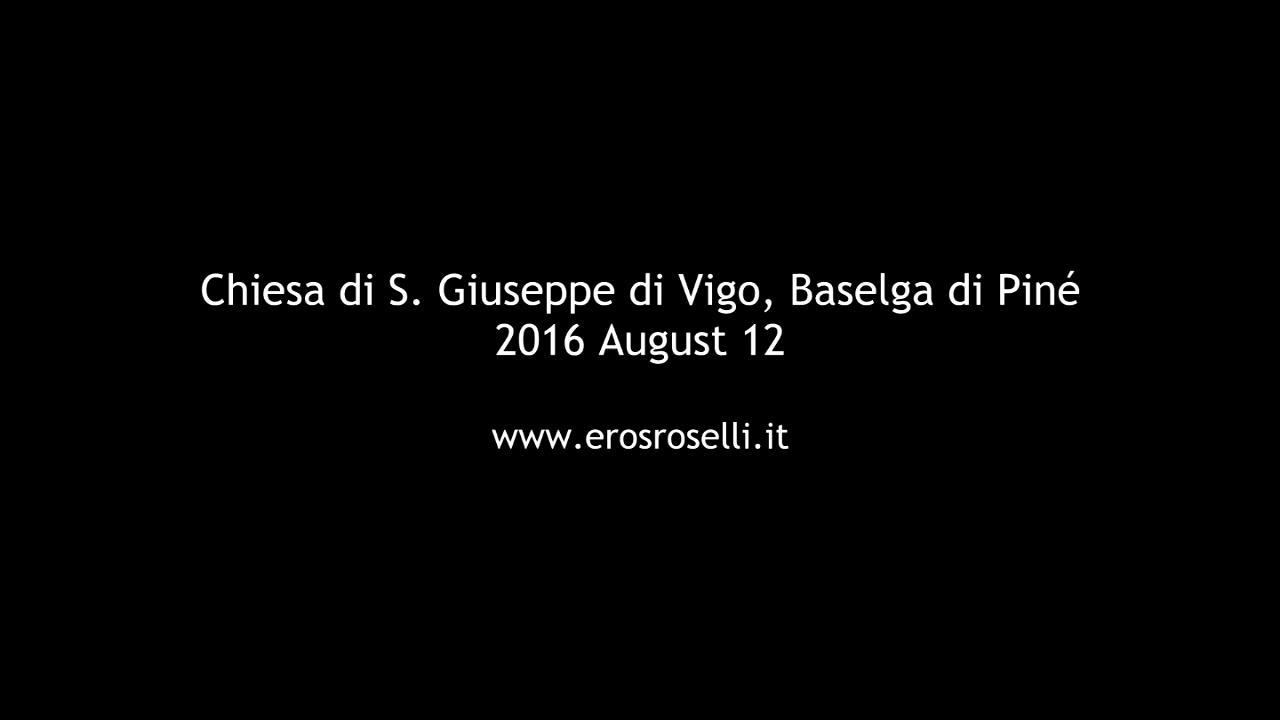 Chiesa di S. Giuseppe di Vigo, Baselga di Piné
2016 August 12
www.erosroselli.it